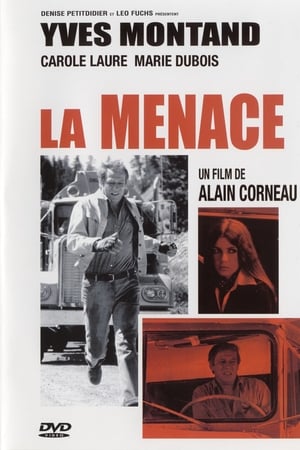 DENISE PETITDIDIER ET LEO FUCHS PRÉSENTENT
YVES MONTAND
CAROLE LAURE MARIE DUBOIS
LA MENACE
UN FILM DE
ALAIN CORNEAU
DVD
VIDEO